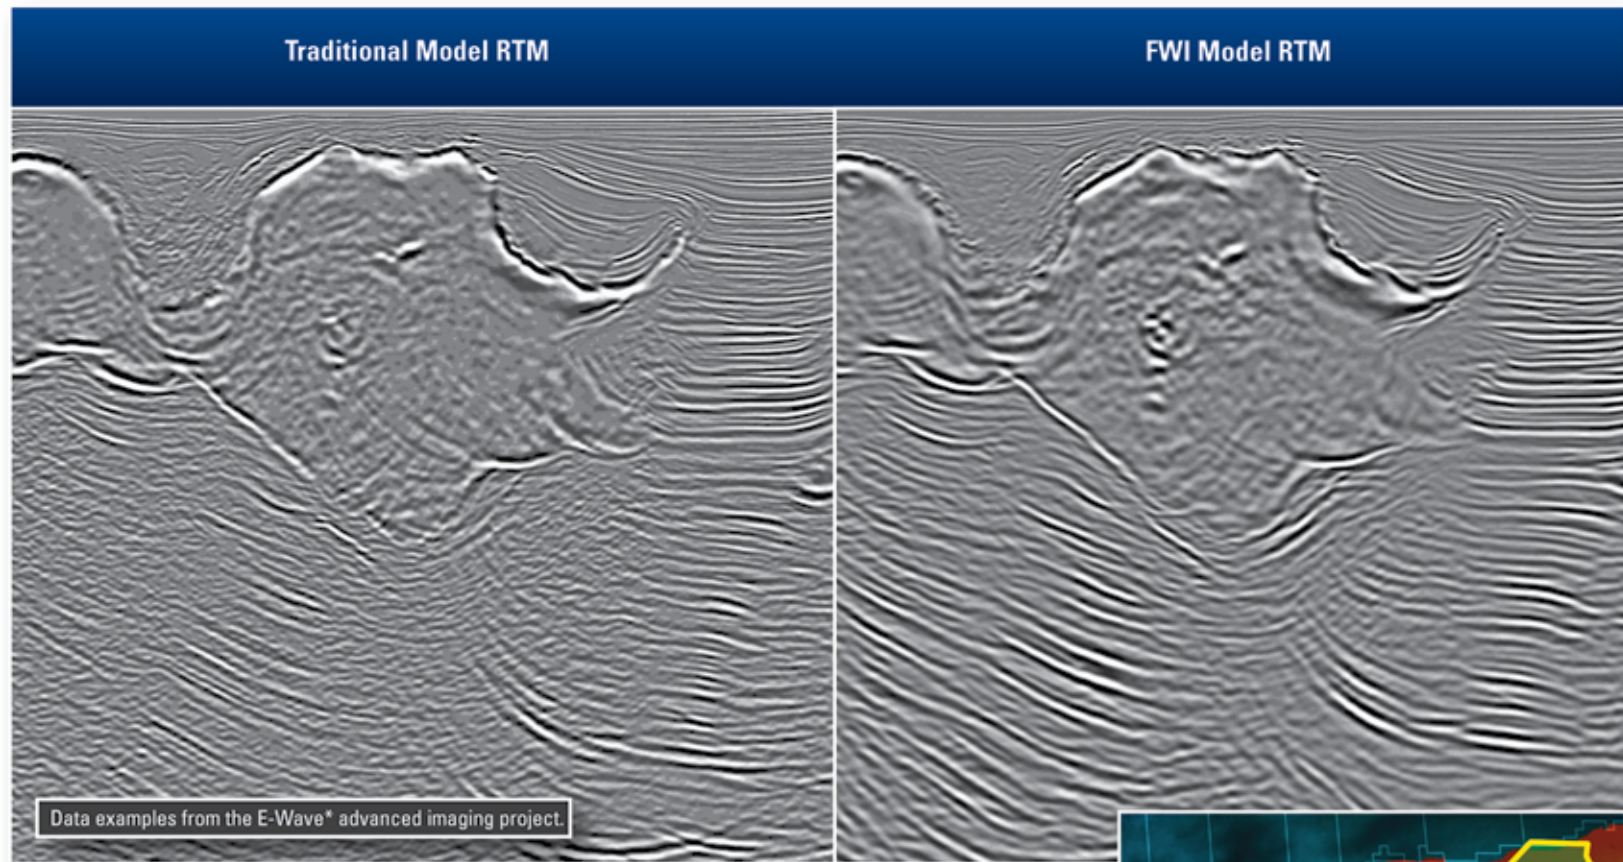 Traditional Model RTM
FWI Model RTM
Data examples from the E-Wave* advanced imaging project.